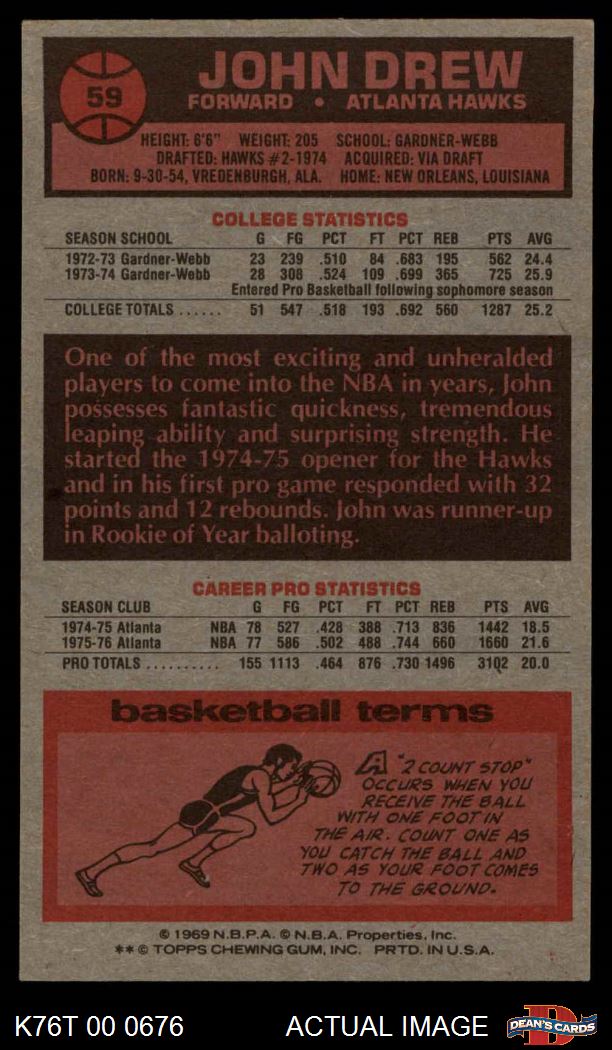 59
JOHN DREW
FORWARD • ATLANTA HAWKS
HEIGHT: 6'6" WEIGHT: 205 SCHOOL: GARDNER-WEBB
DRAFTED: HAWKS #2-1974 ACQUIRED: VIA DRAFT
BORN: 9-30-54, VREDENBURGH, ALA. HOME: NEW ORLEANS, LOUISIANA
COLLEGE STATISTICS
SEASON SCHOOL G FG PCT FT PCT REB PTS AVG
1972-73 Gardner-Webb 23 239 .510 84 .683 195 562 24.4
1973-74 Gardner-Webb 28 308 .524 109 .699 365 725 25.9
Entered Pro Basketball following sophomore season
COLLEGE TOTALS ...... 51 547 .518 193 .692 560 1287 25.2
One of the most exciting and unheralded
players to come into the NBA in years, John
possesses fantastic quickness, tremendous
leaping ability and surprising strength. He
started the 1974-75 opener for the Hawks
and in his first pro game responded with 32
points and 12 rebounds. John was runner-up
in Rookie of Year balloting.
CAREER PRO STATISTICS
SEASON CLUB G FG PCT FT PCT REB PTS AVG
1974-75 Atlanta NBA 78 527 .428 388 .713 836 1442 18.5
1975-76 Atlanta NBA 77 586 .502 488 .744 660 1660 21.6
PRO TOTALS .......... 155 1113 .464 876 .730 1496 3102 20.0
basketball terms
A "2 COUNT STOP"
OCCURS WHEN YOU
RECEIVE THE BALL
WITH ONE FOOT IN
THE AIR. COUNT ONE AS
YOU CATCH THE BALL AND
TWO AS YOUR FOOT COMES
TO THE GROUND.
© 1969 N.B.P.A. © N.B.A. Properties, Inc.
** © TOPPS CHEWING GUM, INC. PRTD. IN U.S.A.
K76T 00 0676 ACTUAL IMAGE
D
DEAN'S CARDS